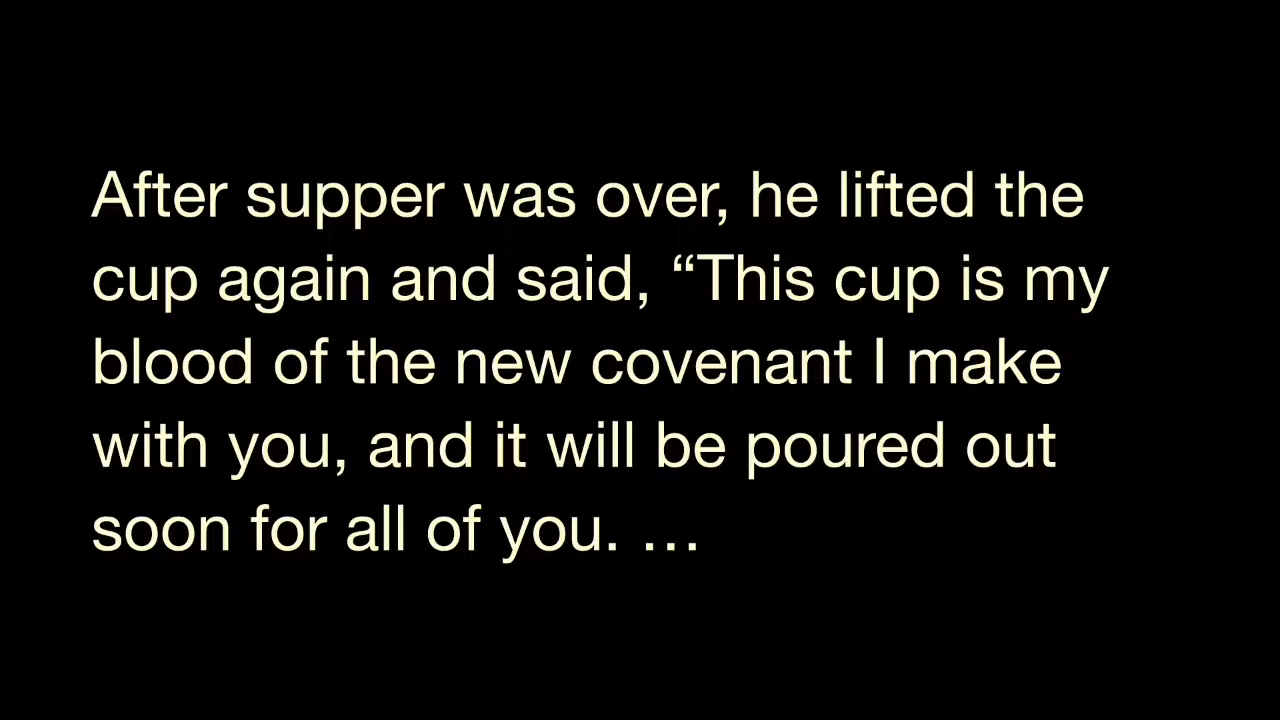 After supper was over, he lifted the
cup again and said, “This cup is my
blood of the new covenant I make
with you, and it will be poured out
soon for all of you. …